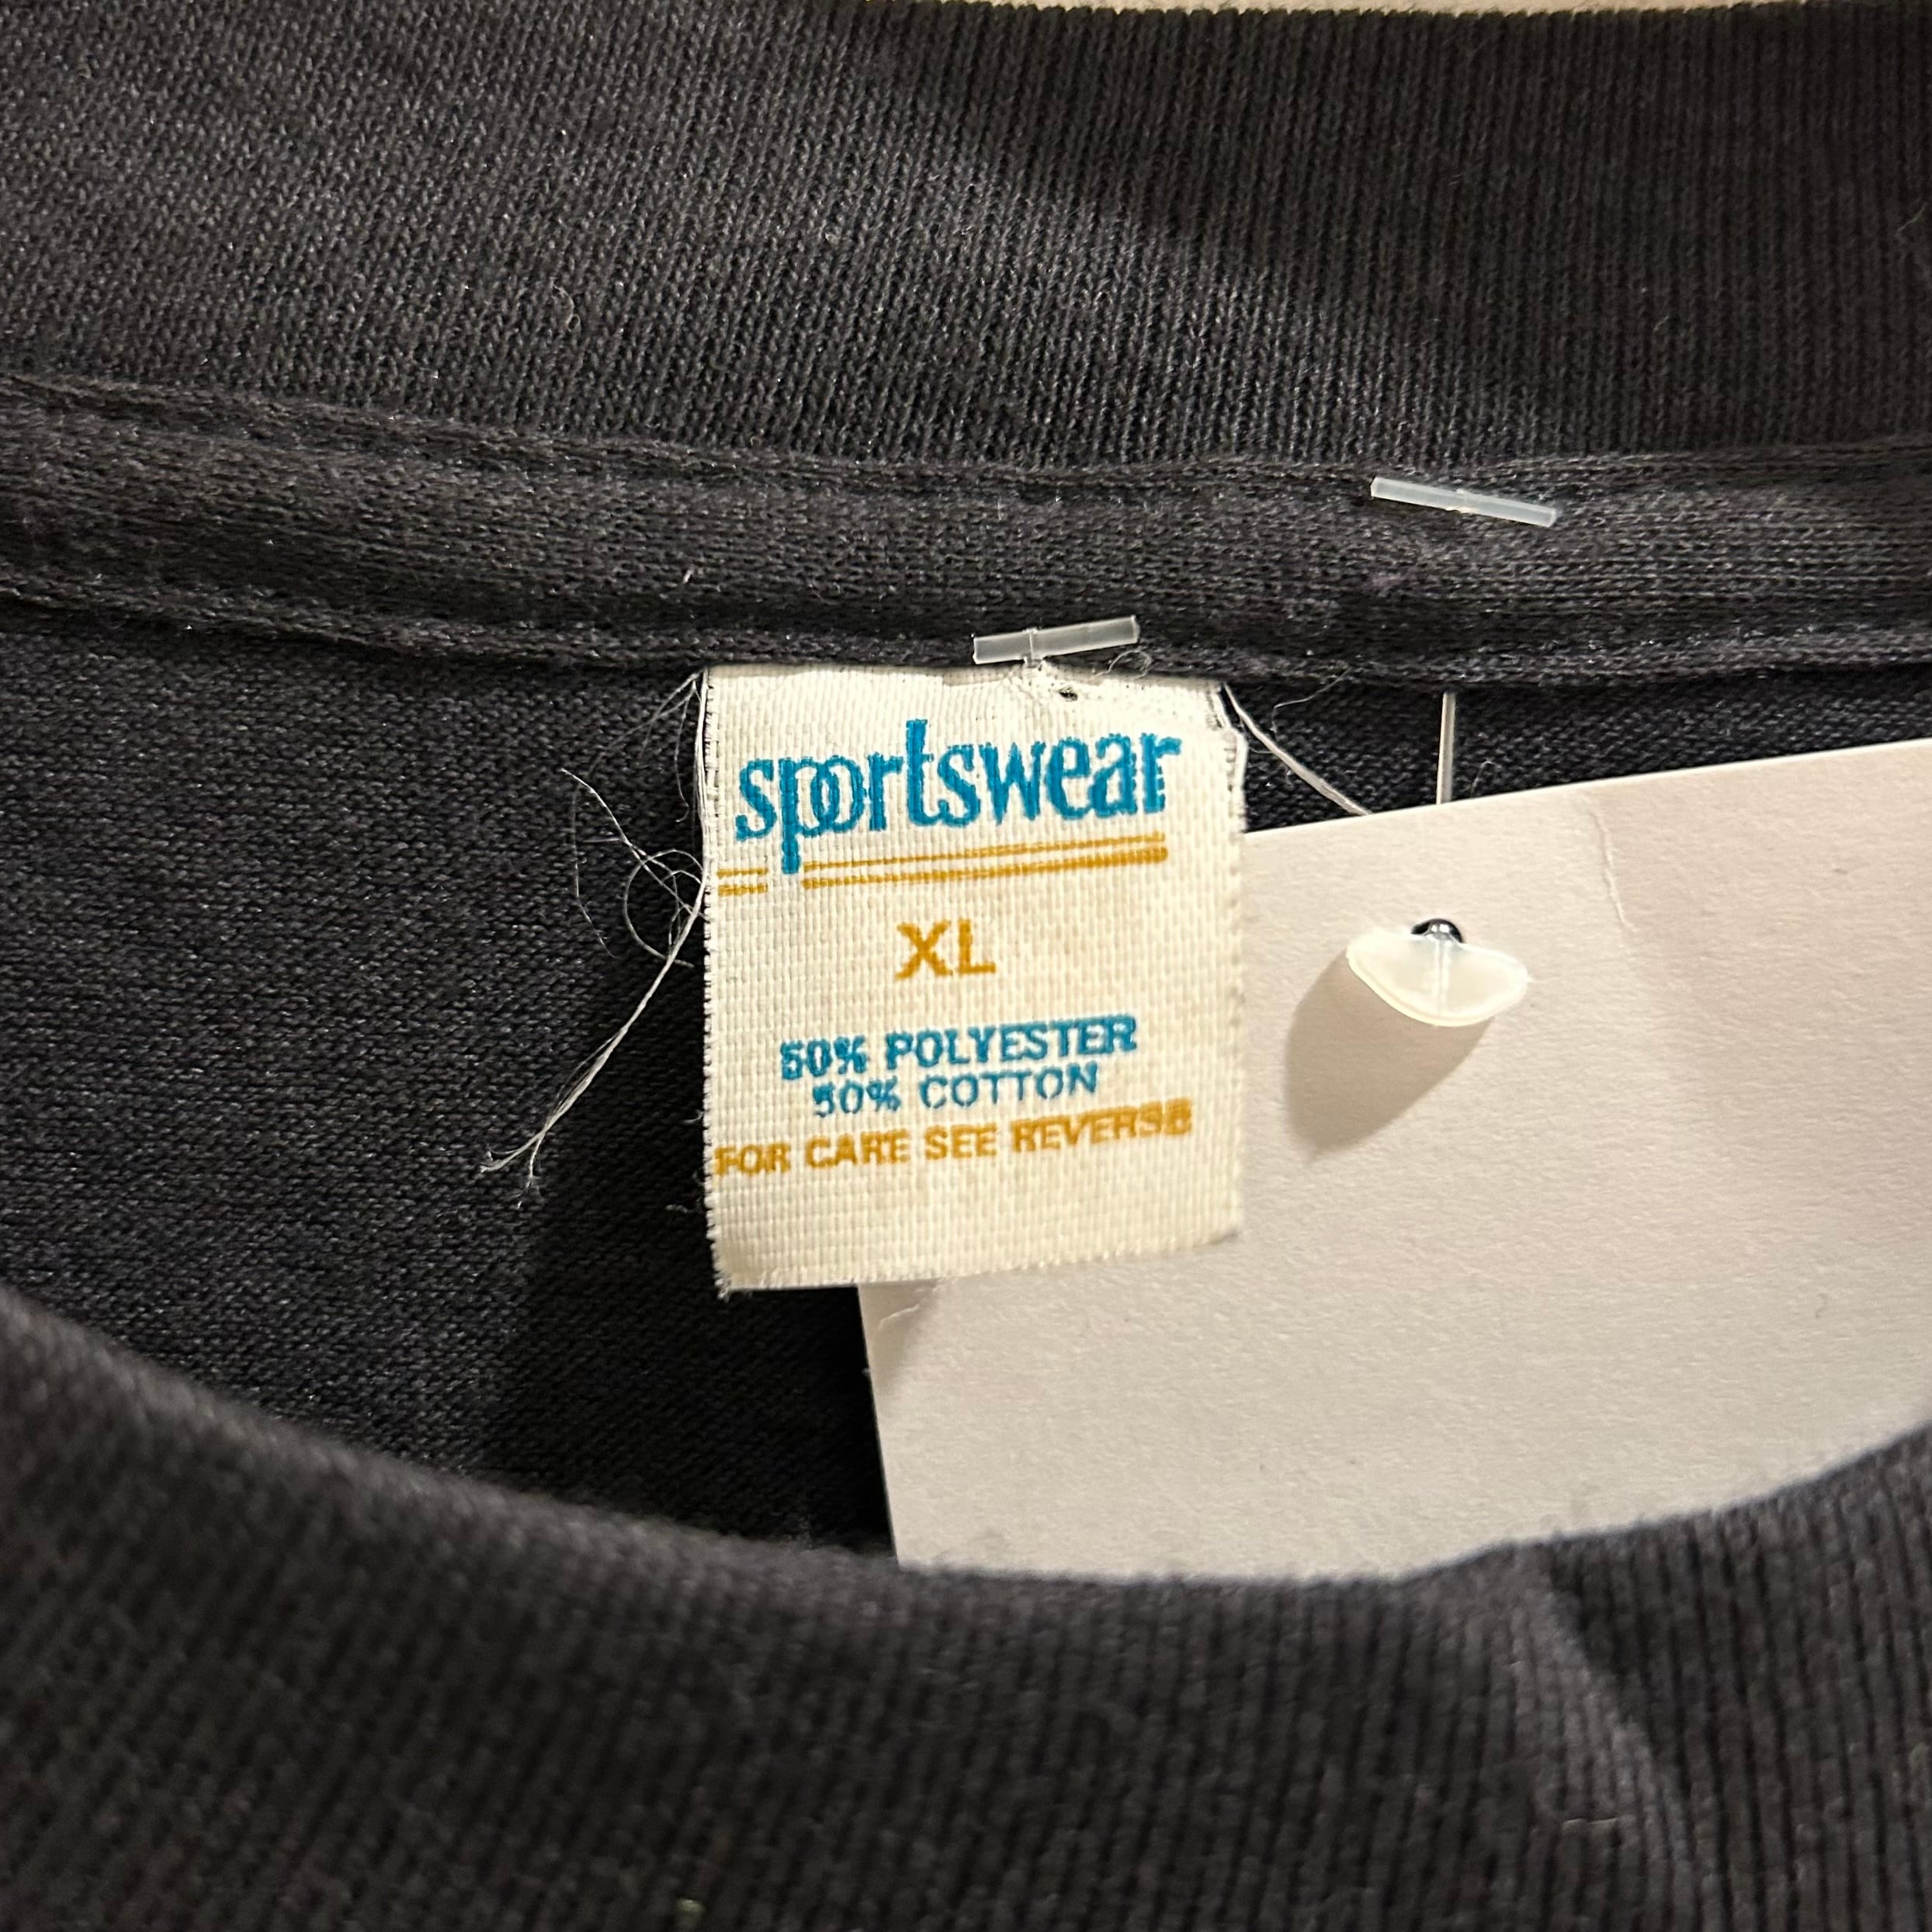 sportswear
XL
50% POLYESTER
50% COTTON
FOR CARE SEE REVERSE